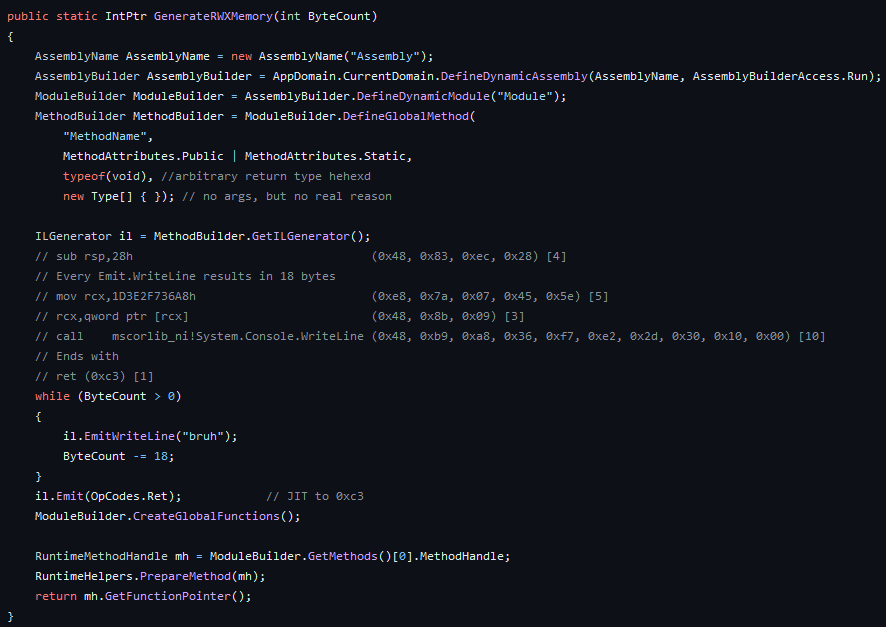 public static IntPtr GenerateRWXMemory(int ByteCount)
{
    AssemblyName AssemblyName = new AssemblyName("Assembly");
    AssemblyBuilder AssemblyBuilder = AppDomain.CurrentDomain.DefineDynamicAssembly(AssemblyName, AssemblyBuilderAccess.Run);
    ModuleBuilder ModuleBuilder = AssemblyBuilder.DefineDynamicModule("Module");
    MethodBuilder MethodBuilder = ModuleBuilder.DefineGlobalMethod(
        "MethodName",
        MethodAttributes.Public | MethodAttributes.Static,
        typeof(void), //arbitrary return type hehexd
        new Type[] { }); // no args, but no real reason

    ILGenerator il = MethodBuilder.GetILGenerator();
    // sub rsp,28h                                  (0x48, 0x83, 0xec, 0x28) [4]
    // Every Emit.WriteLine results in 18 bytes
    // mov rcx,1D3E2F736A8h                         (0xe8, 0x7a, 0x07, 0x45, 0x5e) [5]
    // rcx,qword ptr [rcx]                          (0x48, 0x8b, 0x09) [3]
    // call    mscorlib_ni!System.Console.WriteLine (0x48, 0xb9, 0xa8, 0x36, 0xf7, 0xe2, 0x2d, 0x30, 0x10, 0x00) [10]
    // Ends with
    // ret (0xc3) [1]
    while (ByteCount > 0)
    {
        il.EmitWriteLine("bruh");
        ByteCount -= 18;
    }
    il.Emit(OpCodes.Ret);            // JIT to 0xc3
    ModuleBuilder.CreateGlobalFunctions();

    RuntimeMethodHandle mh = ModuleBuilder.GetMethods()[0].MethodHandle;
    RuntimeHelpers.PrepareMethod(mh);
    return mh.GetFunctionPointer();
}